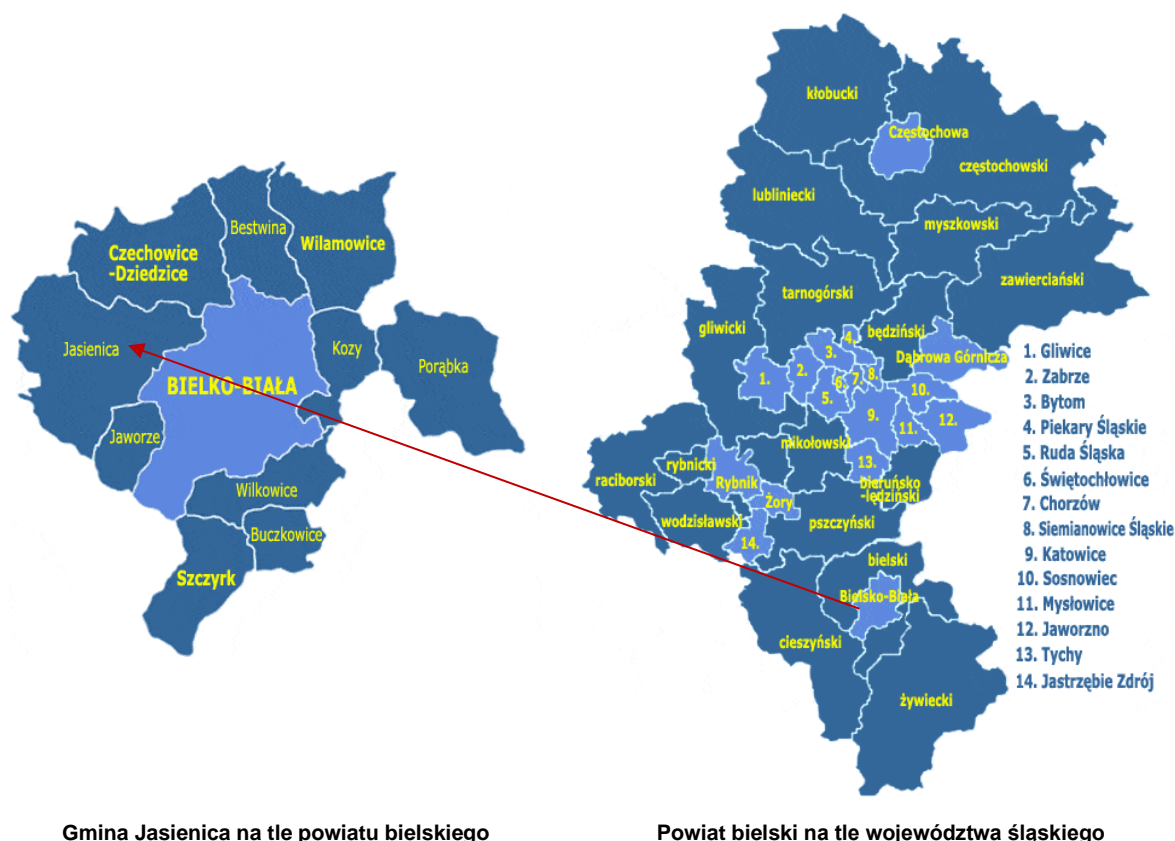 Bestwina
Wilamowice
Czechowice
-Dziedzice
Jasienica
Kozy
Porąbka
BIELKO-BIAŁA
Jaworze
Wilkowice
Buczkowice
Szczyrk
Gmina Jasienica na tle powiatu bielskiego
kłobucki
Częstochowa
częstochowski
lubliniecki
myszkowski
zawierciański
tarnogórski
gliwicki
będziński
Dąbrowa Górnicza
4.
3.
1.
2.
6.
7.
8.
5.
10.
9.
11.
12.
mikołowski
13.
bieruńsko
-lędziński
rybnicki
raciborski
Rybnik
Żory
wodzisławski
pszczyński
14.
bielski
Bielsko-Biała
cieszyński
żywiecki
1. Gliwice
2. Zabrze
3. Bytom
4. Piekary Śląskie
5. Ruda Śląska
6. Świętochłowice
7. Chorzów
8. Siemianowice Śląskie
9. Katowice
10. Sosnowiec
11. Mysłowice
12. Jaworzno
13. Tychy
14. Jastrzębie Zdrój
Powiat bielski na tle województwa śląskiego